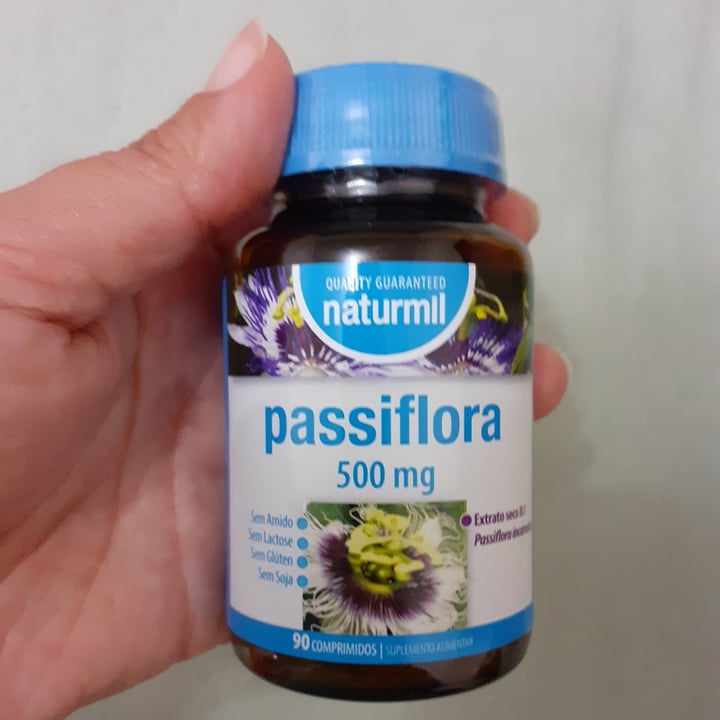 QUALITY GUARANTEED
naturmil
passiflora
500 mg
Sem Amido
Sem Lactose
Sem Glúten
Sem Soja
Extrato seco
Passiflora
90 COMPRIMIDOS | SUPLEMENTO ALIMENTAR